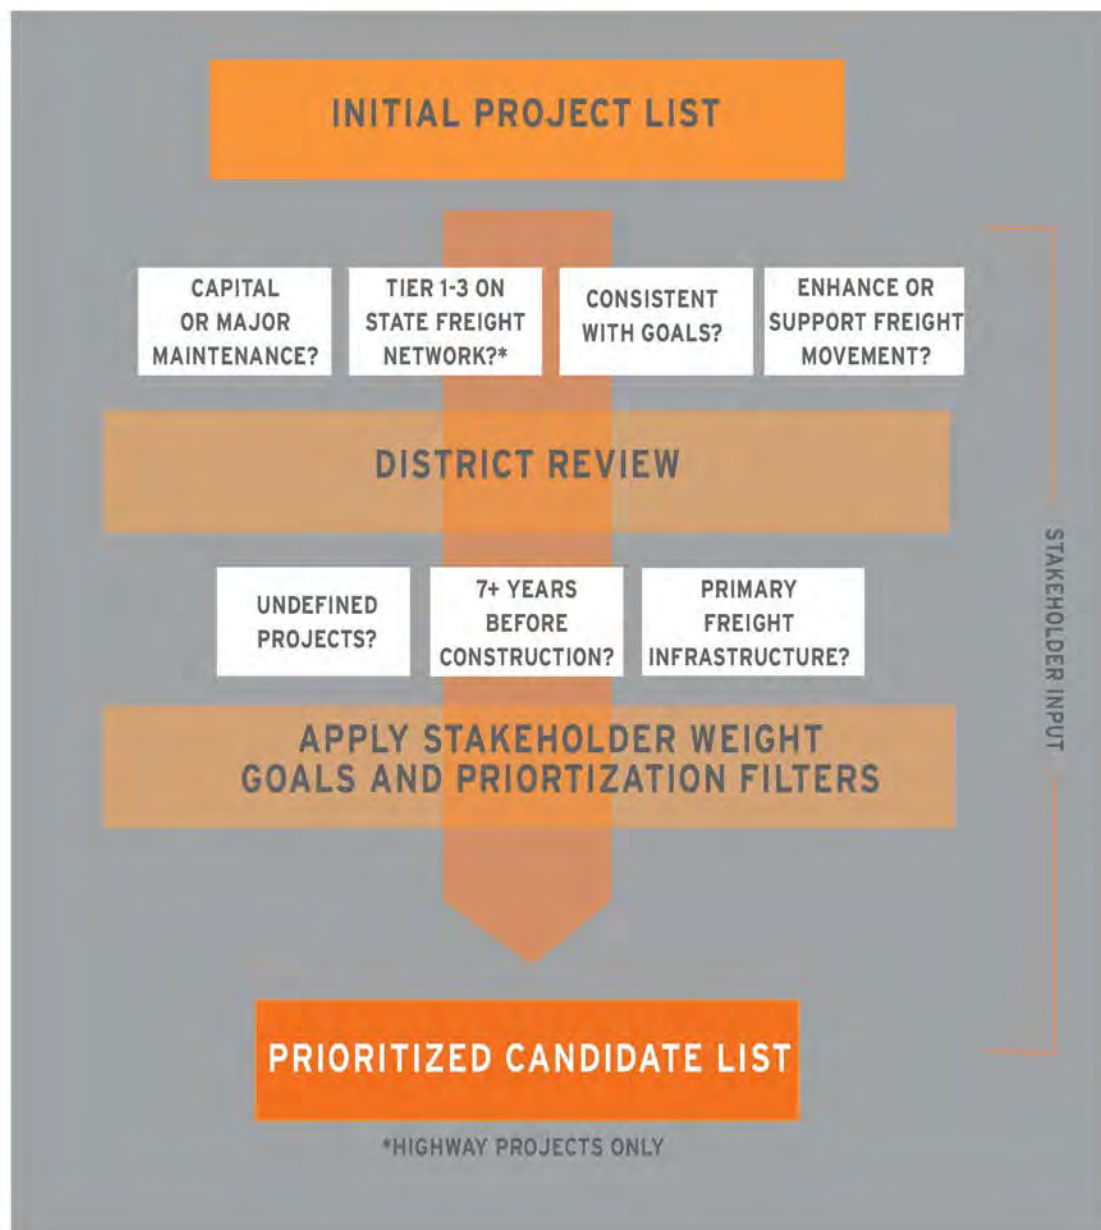 INITIAL PROJECT LIST
CAPITAL
OR MAJOR
MAINTENANCE?
TIER 1-3 ON
STATE FREIGHT
NETWORK?*
CONSISTENT
WITH GOALS?
ENHANCE OR
SUPPORT FREIGHT
MOVEMENT?
DISTRICT REVIEW
UNDEFINED
PROJECTS?
7+ YEARS
BEFORE
CONSTRUCTION?
PRIMARY
FREIGHT
INFRASTRUCTURE?
APPLY STAKEHOLDER WEIGHT
GOALS AND PRIORTIZATION FILTERS
STAKEHOLDER INPUT
PRIORITIZED CANDIDATE LIST
*HIGHWAY PROJECTS ONLY